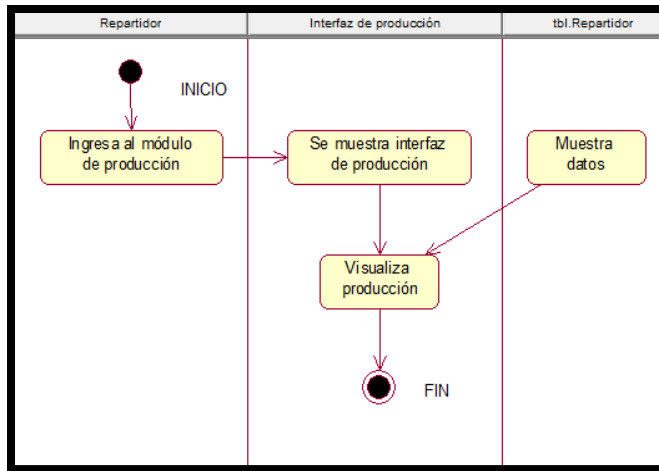 Repartidor
Interfaz de producción
tbl.Repartidor
INICIO
Ingresa al módulo
de producción
Se muestra interfaz
de producción
Muestra
datos
Visualiza
producción
FIN